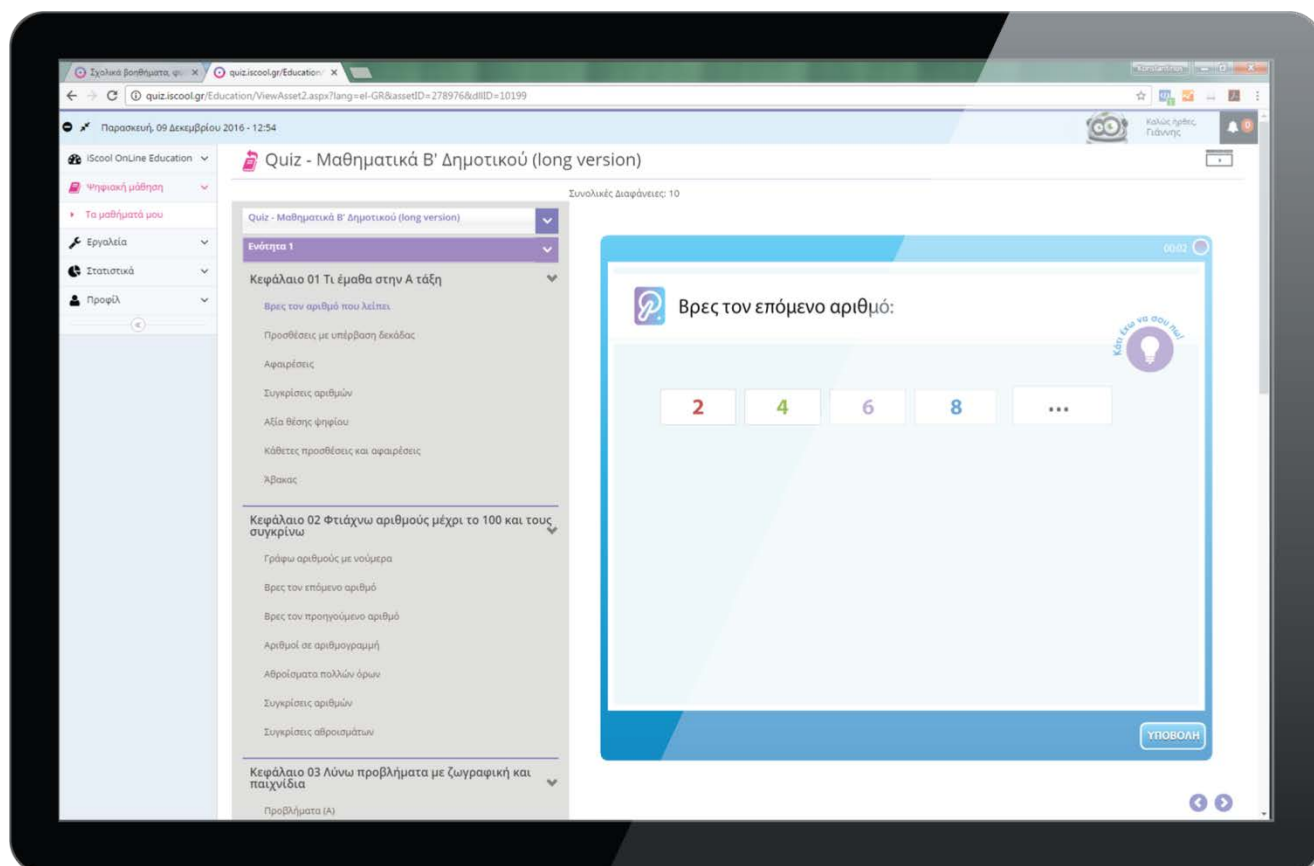 Σχολικά βοηθήματα, φ
quiz.iscool.gr/Education
quiz.iscool.gr/Education/ViewAsset2.aspx?lang=el-GR&assetID=278976&dllID=10199
Παρασκευή, 09 Δεκεμβρίου 2016 - 12:54
Καλώς ήρθες,
Γιάννης
0
iScool OnLine Education
Ψηφιακή μάθηση
Τα μαθήματά μου
Εργαλεία
Στατιστικά
Προφίλ
Quiz - Μαθηματικά Β' Δημοτικού (long version)
Συνολικές Διαφάνειες: 10
Quiz - Μαθηματικά Β' Δημοτικού (long version)
Ενότητα 1
Κεφάλαιο 01 Τι έμαθα στην Α τάξη
Βρες τον αριθμό που λείπει
Προσθέσεις με υπέρβαση δεκάδας
Αφαιρέσεις
Συγκρίσεις αριθμών
Αξία θέσης ψηφίου
Κάθετες προσθέσεις και αφαιρέσεις
Άβακας
Κεφάλαιο 02 Φτιάχνω αριθμούς μέχρι το 100 και τους
συγκρίνω
Γράφω αριθμούς με νούμερα
Βρες τον επόμενο αριθμό
Βρες τον προηγούμενο αριθμό
Αριθμοί σε αριθμογραμμή
Αθροίσματα πολλών όρων
Συγκρίσεις αριθμών
Συγκρίσεις αθροισμάτων
Κεφάλαιο 03 Λύνω προβλήματα με ζωγραφική και
παιχνίδια
Προβλήματα (Α)
00:02
Βρες τον επόμενο αριθμό:
Κάτι έχω να σου πω!
2 4 6 8 ...
ΥΠΟΒΟΛΗ